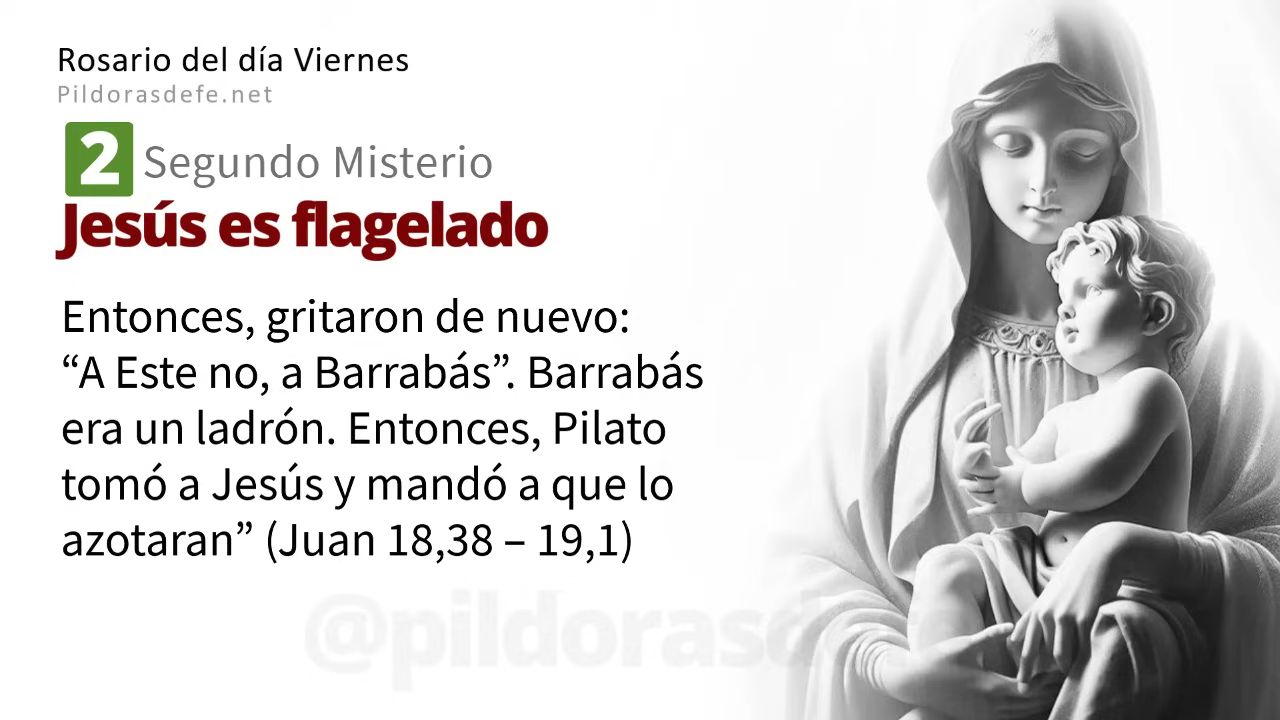 Rosario del día Viernes
Pildorasdefe.net
2 Segundo Misterio
Jesús es flagelado
Entonces, gritaron de nuevo:
“A Este no, a Barrabás”. Barrabás
era un ladrón. Entonces, Pilato
tomó a Jesús y mandó a que lo
azotaran” (Juan 18,38 – 19,1)
@pildorasd